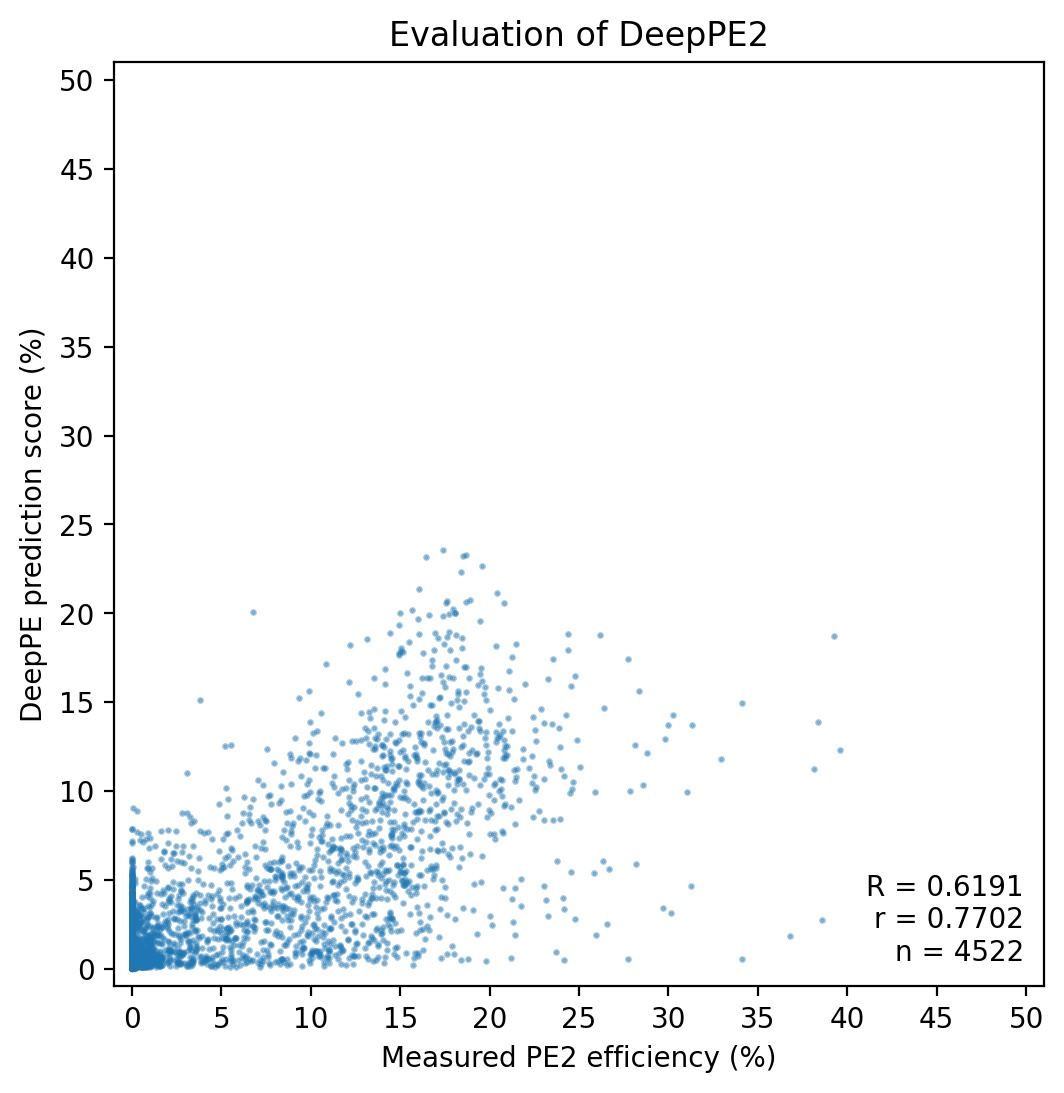 Evaluation of DeepPE2
DeepPE prediction score (%)
50
45
40
35
30
25
20
15
10
5
0
R = 0.6191
r = 0.7702
n = 4522
0 5 10 15 20 25 30 35 40 45 50
Measured PE2 efficiency (%)